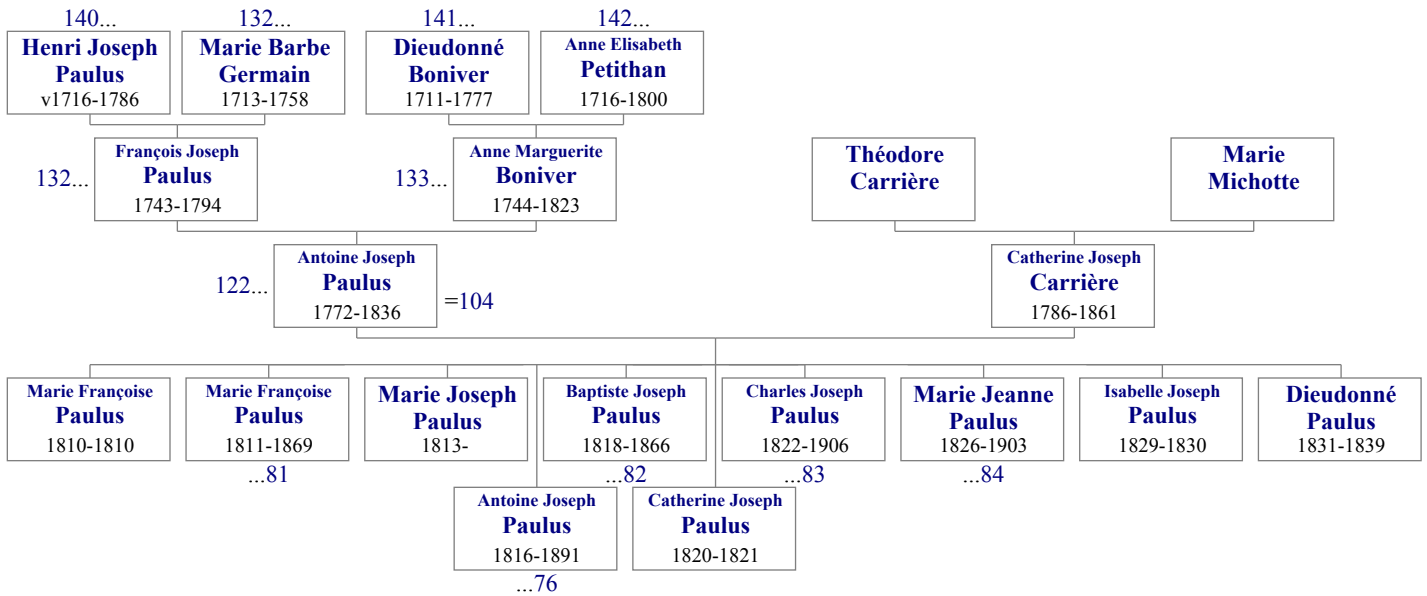 140...
132...
141...
142...
Henri Joseph
Paulus
v1716-1786
Marie Barbe
Germain
1713-1758
Dieudonné
Boniver
1711-1777
Anne Elisabeth
Petithan
1716-1800
132...
François Joseph
Paulus
1743-1794
133...
Anne Marguerite
Boniver
1744-1823
Théodore
Carrière
Marie
Michotte
122...
Antoine Joseph
Paulus
1772-1836
=104
Catherine Joseph
Carrière
1786-1861
Marie Françoise
Paulus
1810-1810
Marie Françoise
Paulus
1811-1869
...81
Marie Joseph
Paulus
1813-
Baptiste Joseph
Paulus
1818-1866
...82
Charles Joseph
Paulus
1822-1906
...83
Marie Jeanne
Paulus
1826-1903
...84
Isabelle Joseph
Paulus
1829-1830
Dieudonné
Paulus
1831-1839
Antoine Joseph
Paulus
1816-1891
...76
Catherine Joseph
Paulus
1820-1821